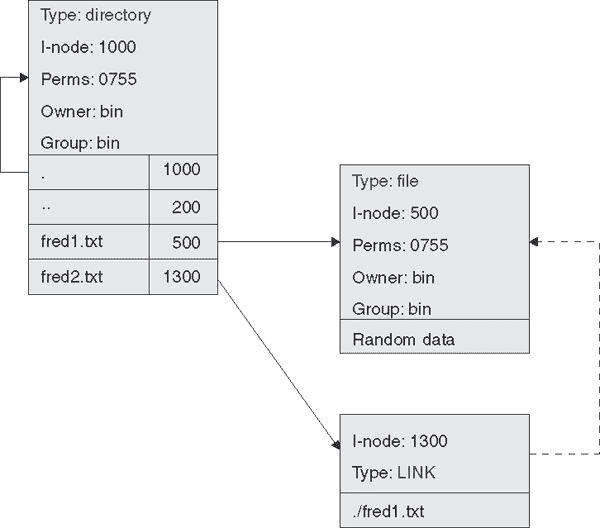 Type: directory
I-node: 1000
Perms: 0755
Owner: bin
Group: bin
. 1000
.. 200
fred1.txt 500
fred2.txt 1300
Type: file
I-node: 500
Perms: 0755
Owner: bin
Group: bin
Random data
I-node: 1300
Type: LINK
./fred1.txt